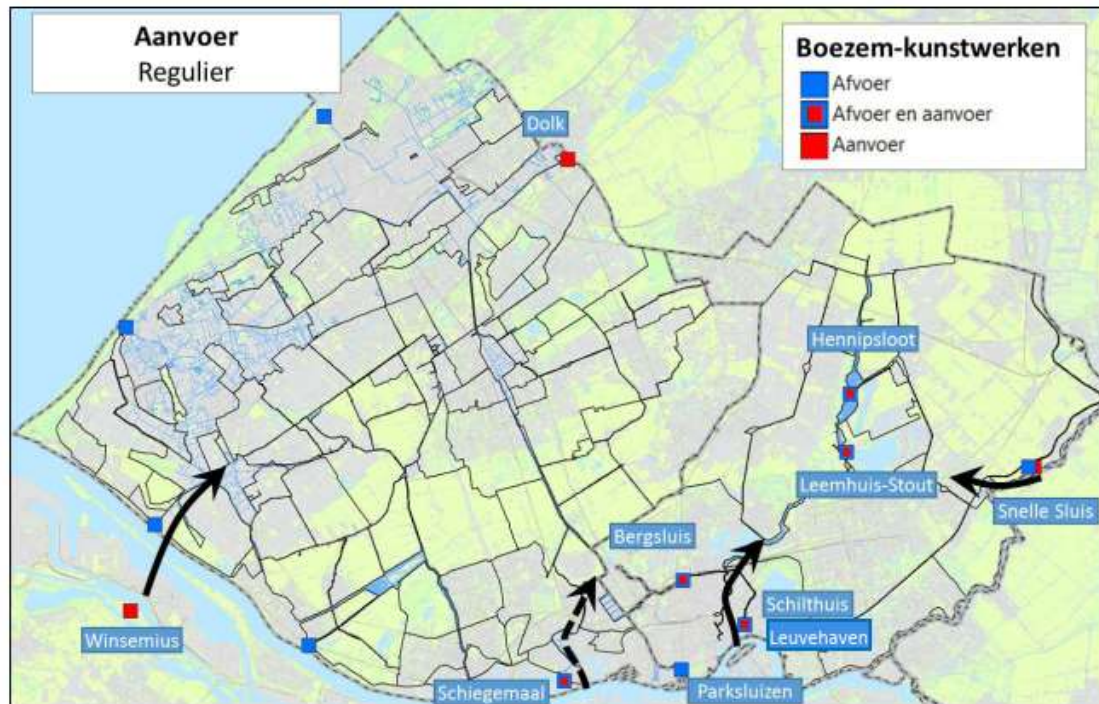 Aanvoer
Regulier
Boezem-kunstwerken
Afvoer
Afvoer en aanvoer
Aanvoer
Dolk
Hennipsloot
Leemhuis-Stout
Snelle Sluis
Bergsluis
Schilthuis
Leuvehaven
Winsemius
Schiegemaal
Parksluizen